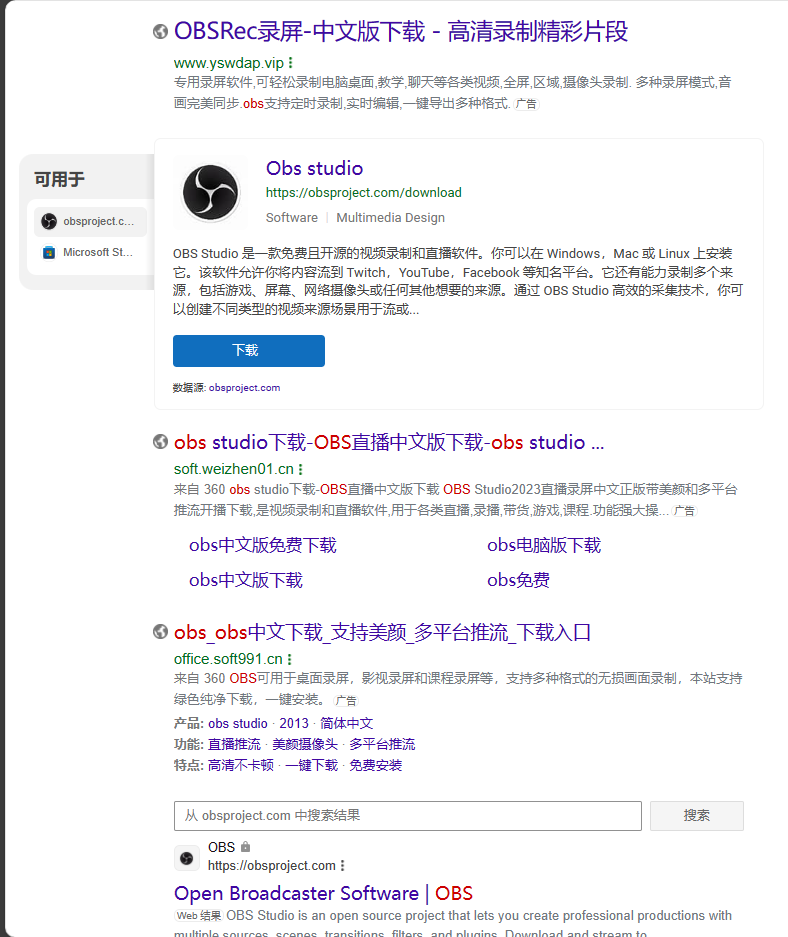 OBSRec录屏-中文版下载 - 高清录制精彩片段
www.yswdap.vip
专用录屏软件,可轻松录制电脑桌面,教学,聊天等各类视频,全屏,区域,摄像头录制. 多种录屏模式,音
画完美同步.obs支持定时录制,实时编辑,一键导出多种格式. 广告
可用于
obsproject.c...
Microsoft St...
Obs studio
https://obsproject.com/download
Software | Multimedia Design
OBS Studio 是一款免费且开源的视频录制和直播软件。你可以在 Windows，Mac 或 Linux 上安装
它。该软件允许你将内容流到 Twitch，YouTube，Facebook 等知名平台。它还有能力录制多个来
源，包括游戏、屏幕、网络摄像头或任何其他想要的来源。通过 OBS Studio 高效的采集技术，你可
以创建不同类型的视频来源场景用于流或...
下载
数据源: obsproject.com
obs studio下载-OBS直播中文版下载-obs studio ...
soft.weizhen01.cn
来自 360 obs studio下载-OBS直播中文版下载 OBS Studio2023直播录屏中文正版带美颜和多平台
推流开播下载,是视频录制和直播软件,用于各类直播,录播,带货,游戏,课程.功能强大操... 广告
obs中文版免费下载 obs电脑版下载
obs中文版下载 obs免费
obs_obs中文下载_支持美颜_多平台推流_下载入口
office.soft991.cn
来自 360 OBS可用于桌面录屏，影视录屏和课程录屏等，支持多种格式的无损画面录制，本站支持
绿色纯净下载，一键安装。 广告
产品: obs studio · 2013 · 简体中文
功能: 直播推流 · 美颜摄像头 · 多平台推流
特点: 高清不卡顿 · 一键下载 · 免费安装
从 obsproject.com 中搜索结果 搜索
OBS
https://obsproject.com
Open Broadcaster Software | OBS
Web 结果 OBS Studio is an open source project that lets you create professional productions with
multiple sources, scenes, transitions, filters, and plugins. Download and stream to